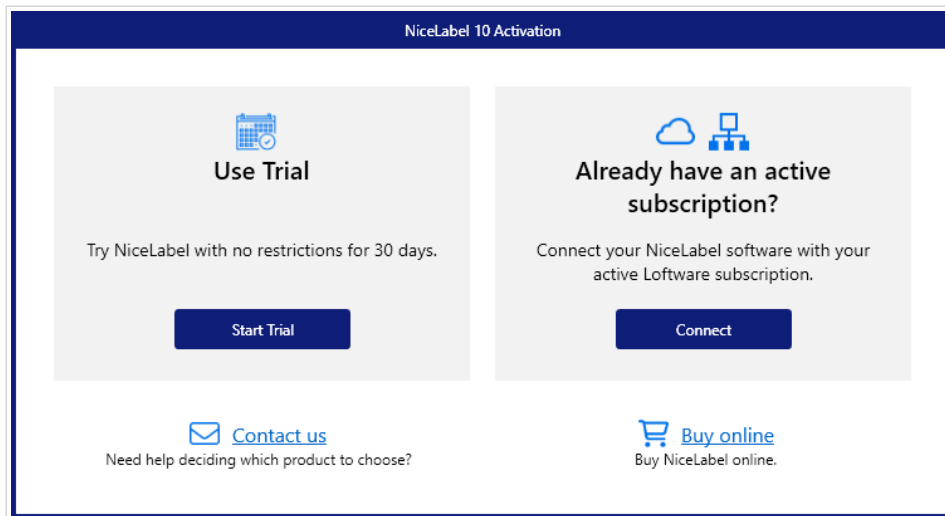 NiceLabel 10 Activation
Use Trial
Try NiceLabel with no restrictions for 30 days.
Start Trial
Already have an active
subscription?
Connect your NiceLabel software with your
active Loftware subscription.
Connect
Contact us
Need help deciding which product to choose?
Buy online
Buy NiceLabel online.